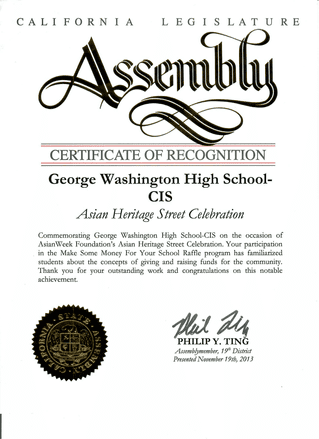 CALIFORNIA LEGISLATURE
Assembly
CERTIFICATE OF RECOGNITION
George Washington High School-
CIS
Asian Heritage Street Celebration
Commemorating George Washington High School-CIS on the occasion of
AsianWeek Foundation's Asian Heritage Street Celebration. Your participation
in the Make Some Money For Your School Raffle program has familiarized
students about the concepts of giving and raising funds for the community.
Thank you for your outstanding work and congratulations on this notable
achievement.
PHILIP Y. TING
Assemblymember, 19th District
Presented November 19th, 2013